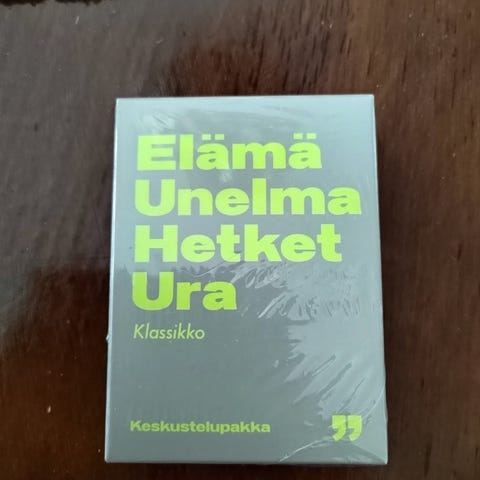 Elämä
Unelma
Hetket
Ura
Klassikko
Keskustelupakka